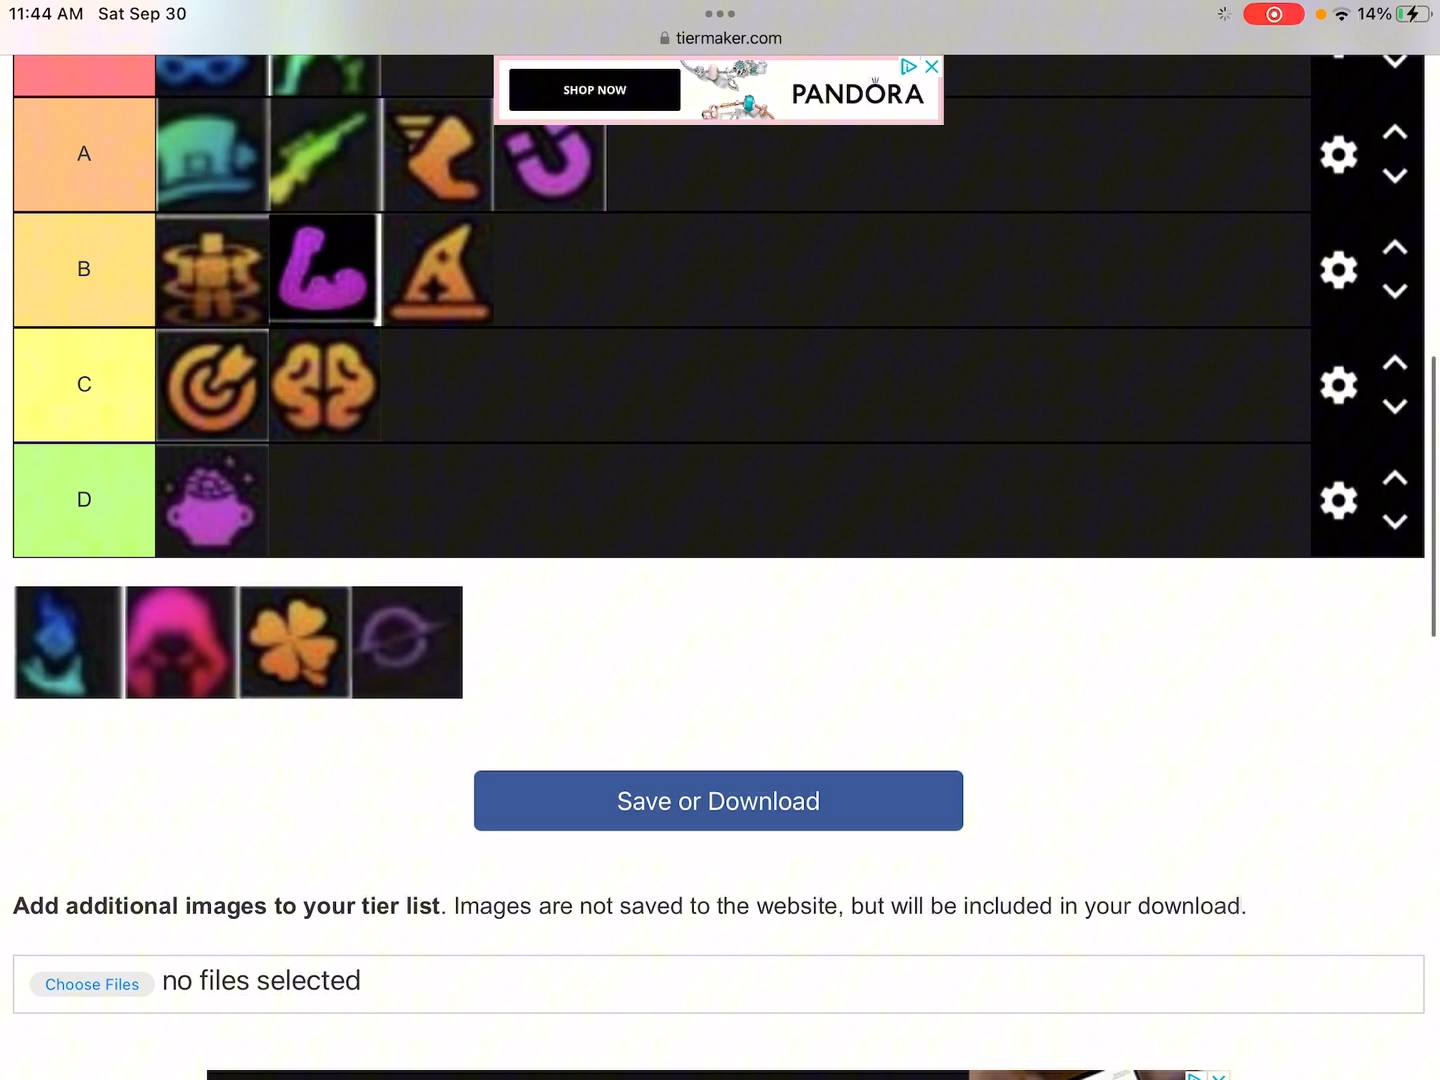 11:44 AM Sat Sep 30
14%
tiermaker.com
SHOP NOW
PANDÖRA
A
B
C
D
Save or Download
Add additional images to your tier list. Images are not saved to the website, but will be included in your download.
Choose Files no files selected